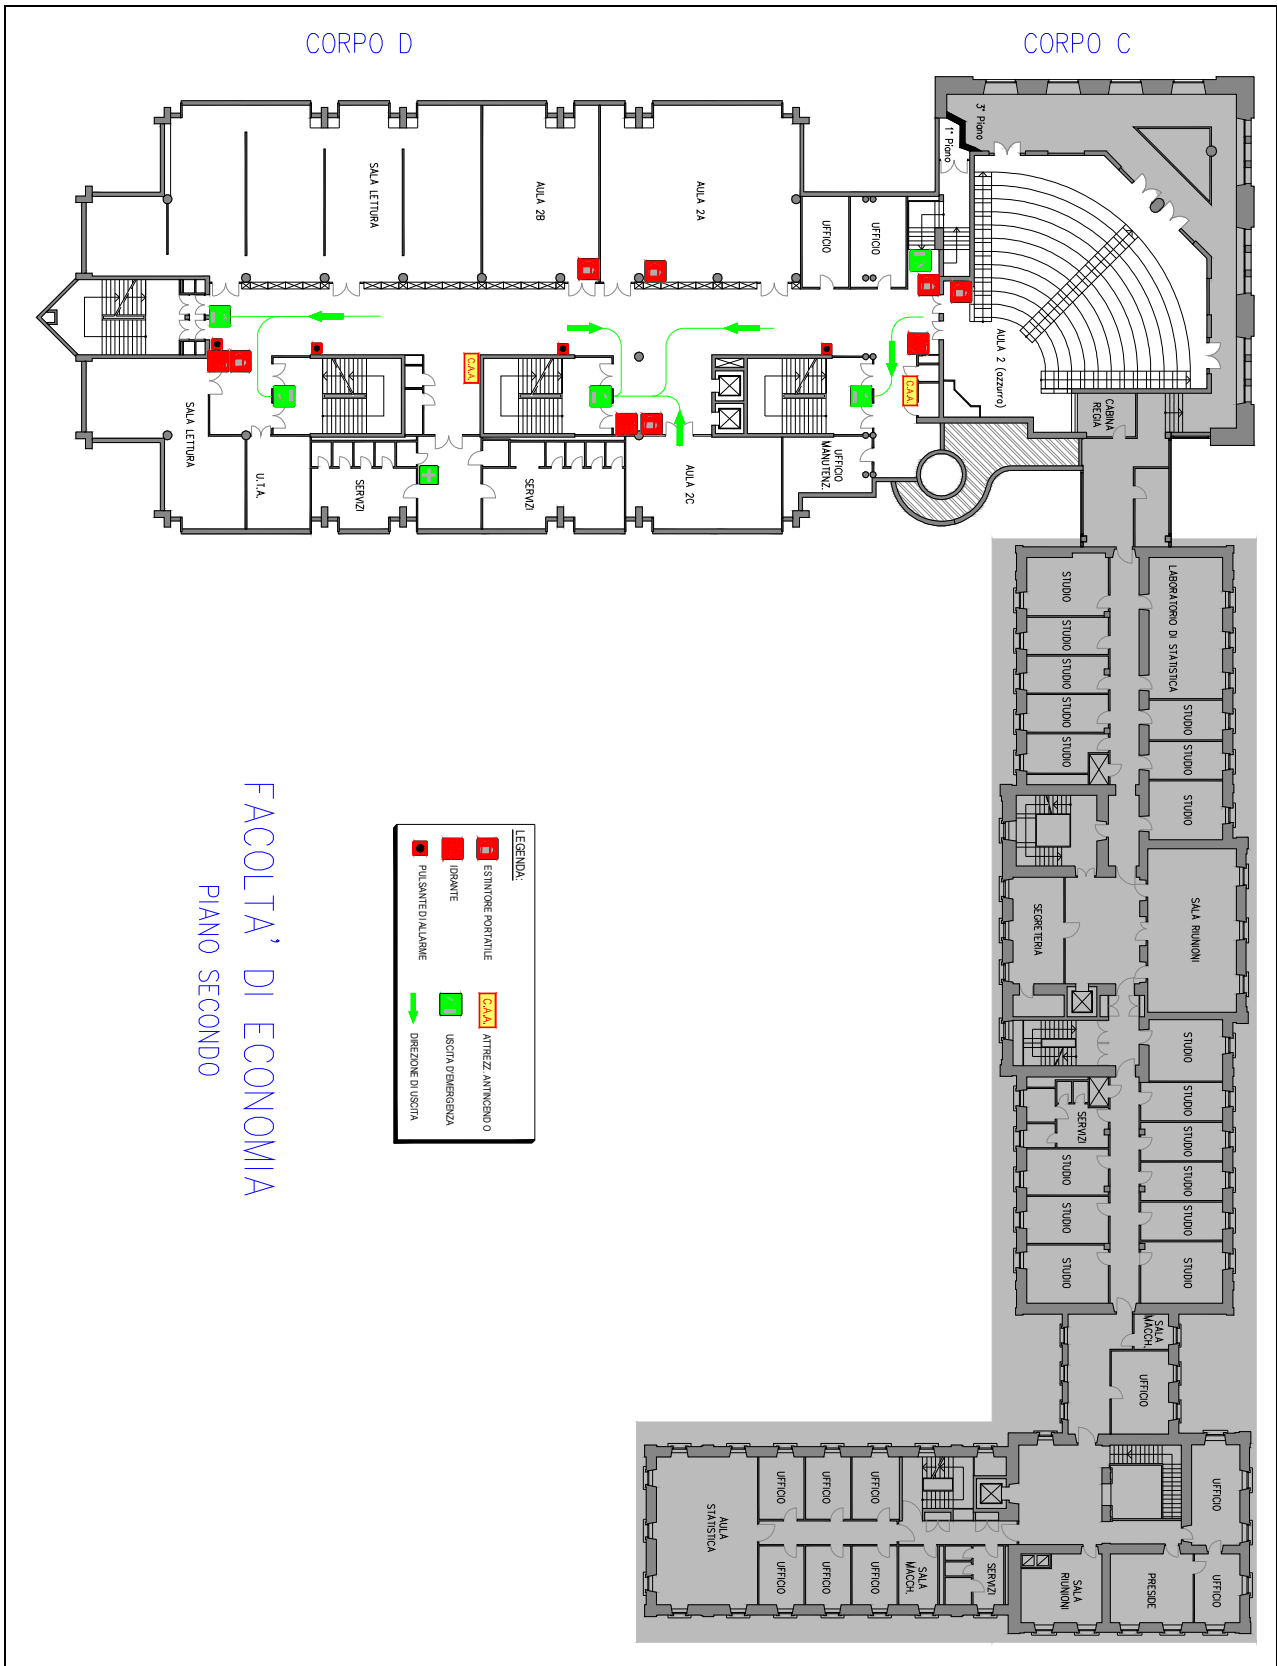 CORPO D
CORPO C
3° Piano
1° Piano
SALA LETTURA
AULA 2B
AULA 2A
UFFICIO
UFFICIO
AULA 2 (azzurra)
C.A.A.
C.A.A.
CABINA
REGIA
SALA LETTURA
U.T.A.
SERVIZI
SERVIZI
AULA 2C
UFFICIO
MANUTENZ.
STUDIO
STUDIO
STUDIO
STUDIO
STUDIO
LABORATORIO DI STATISTICA
STUDIO
STUDIO
STUDIO
SEGRETERIA
SALA RIUNIONI
STUDIO
STUDIO
STUDIO
STUDIO
STUDIO
STUDIO
SERVIZI
STUDIO
STUDIO
STUDIO
SALA
MACCH.
UFFICIO
UFFICIO
UFFICIO
PRESIDE
SALA
RIUNIONI
SERVIZI
SALA
MACCH.
UFFICIO
UFFICIO
UFFICIO
UFFICIO
UFFICIO
UFFICIO
AULA
STATISTICA
LEGENDA:
ESTINTORE PORTATILE
IDRANTE
PULSANTE DI ALLARME
C.A.A.
ATTREZZ. ANTINCENDIO
USCITA D'EMERGENZA
DIREZIONE DI USCITA
FACOLTA' DI ECONOMIA
PIANO SECONDO